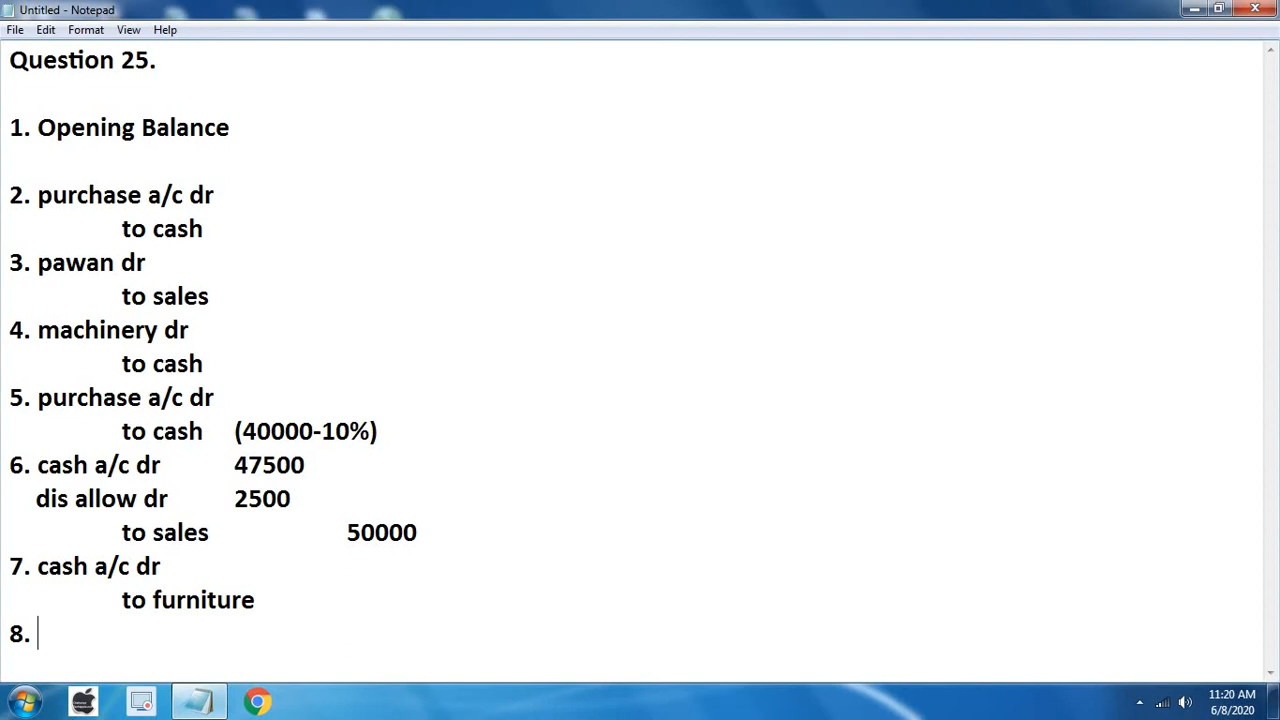 Untitled - Notepad
File Edit Format View Help
Question 25.
1. Opening Balance
2. purchase a/c dr
to cash
3. pawan dr
to sales
4. machinery dr
to cash
5. purchase a/c dr
to cash (40000-10%)
6. cash a/c dr 47500
dis allow dr 2500
to sales 50000
7. cash a/c dr
to furniture
8.
11:20 AM
6/8/2020